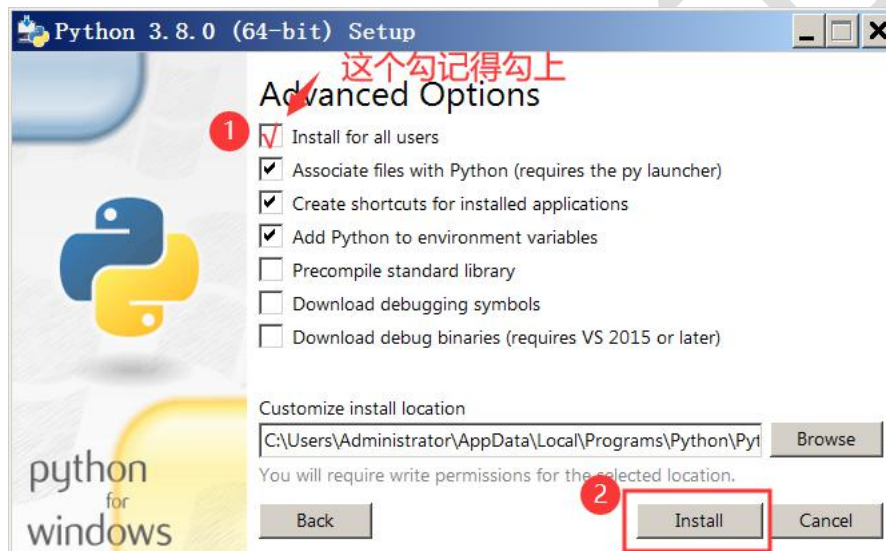 Python 3.8.0 (64-bit) Setup
这个勾记得勾上
Advanced Options
1
√ Install for all users
Associate files with Python (requires the py launcher)
Create shortcuts for installed applications
Add Python to environment variables
Precompile standard library
Download debugging symbols
Download debug binaries (requires VS 2015 or later)
Customize install location
C:\Users\Administrator\AppData\Local\Programs\Python\Pyt Browse
You will require write permissions for the selected location.
2
Back Install Cancel
python
for
windows